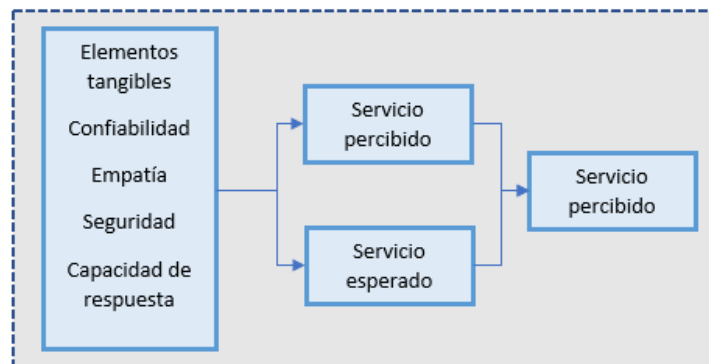 Elementos
tangibles
Confiabilidad
Empatía
Seguridad
Capacidad de
respuesta
Servicio
percibido
Servicio
esperado
Servicio
percibido